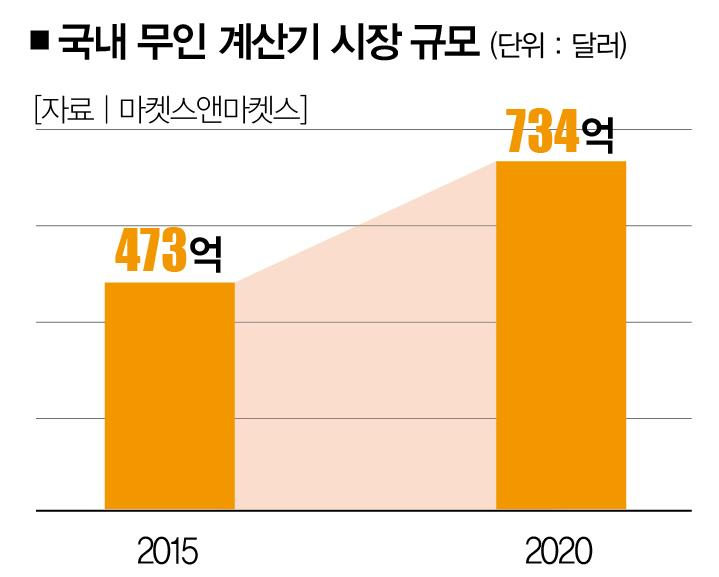 ■ 국내 무인 계산기 시장 규모 (단위 : 달러)
[자료ㅣ마켓스앤마켓스]
734억
473억
2015
2020